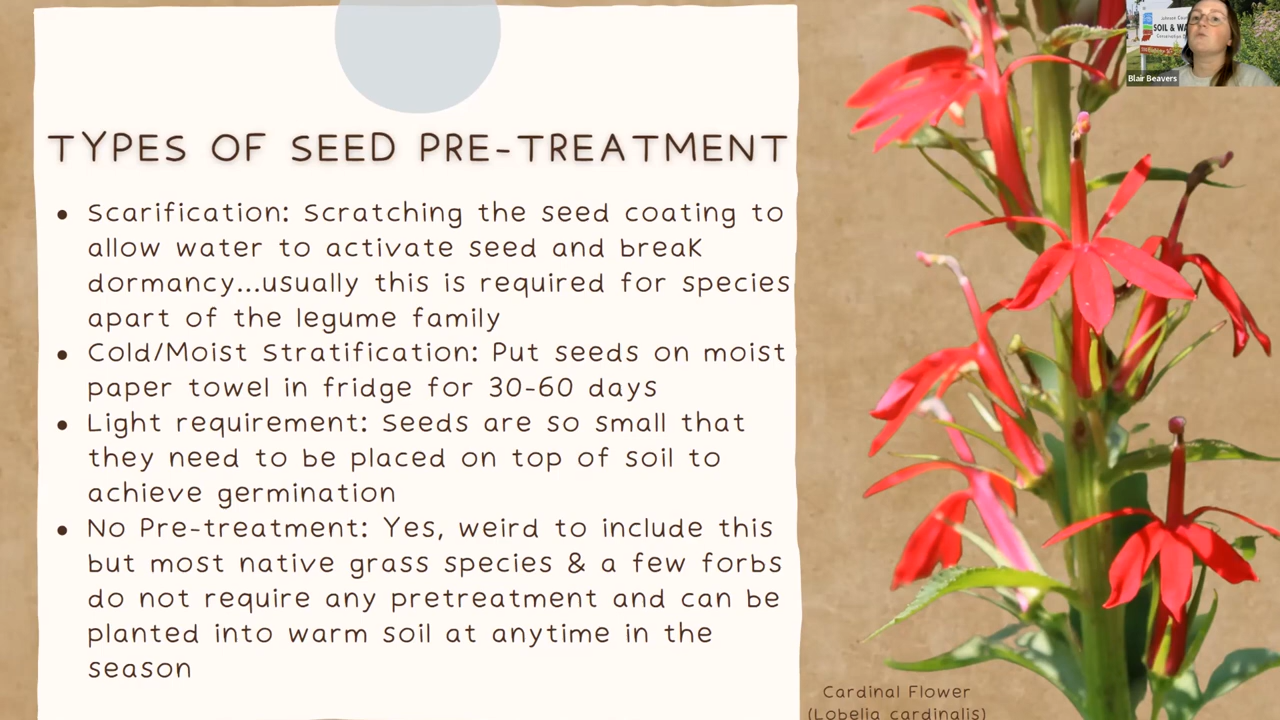 TYPES OF SEED PRE-TREATMENT
• Scarification: Scratching the seed coating to
allow water to activate seed and break
dormancy...usually this is required for species
apart of the legume family
• Cold/Moist Stratification: Put seeds on moist
paper towel in fridge for 30-60 days
• Light requirement: Seeds are so small that
they need to be placed on top of soil to
achieve germination
• No Pre-treatment: Yes, weird to include this
but most native grass species & a few forbs
do not require any pretreatment and can be
planted into warm soil at anytime in the
season
Cardinal Flower
(Lobelia cardinalis)
SOIL & WA
Blair Beavers